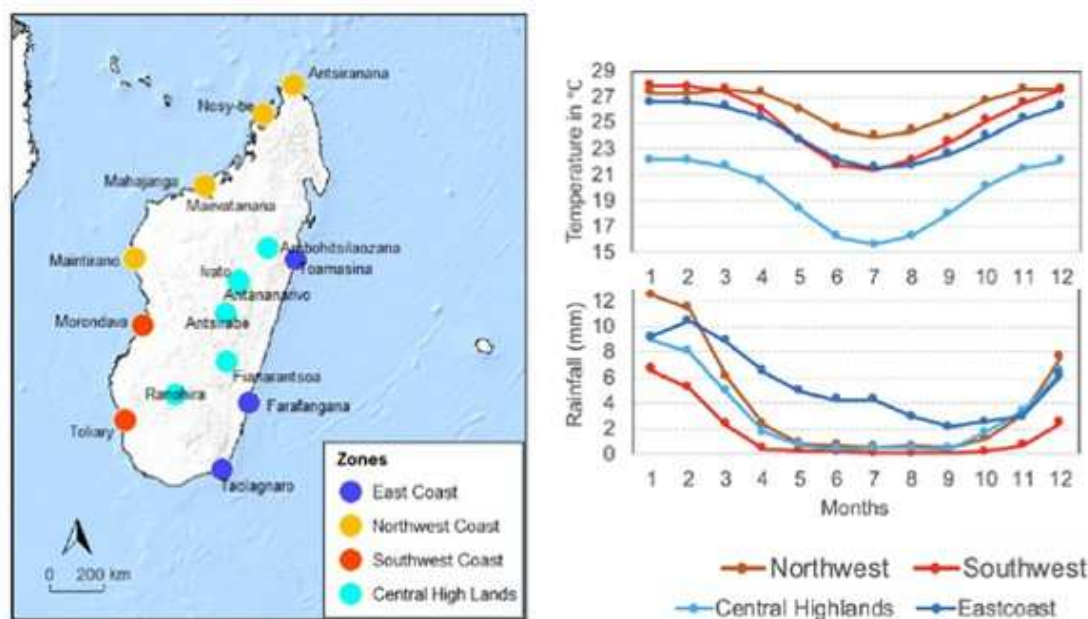 Antsiranana
Nosy-be
Mahajanga
Maevatanana
Maintirano
Ambohitsilaozana
Toamasina
Ivato
Antananarivo
Antsirabe
Morondava
Fianarantsoa
Ranohira
Farafangana
Toliary
Taolagnaro
Zones
East Coast
Northwest Coast
Southwest Coast
Central High Lands
0 200 km
Temperature in °C
29
27
25
23
21
19
17
15
1 2 3 4 5 6 7 8 9 10 11 12
Rainfall (mm)
12
10
8
6
4
2
0
1 2 3 4 5 6 7 8 9 10 11 12
Months
Northwest Southwest
Central Highlands Eastcoast